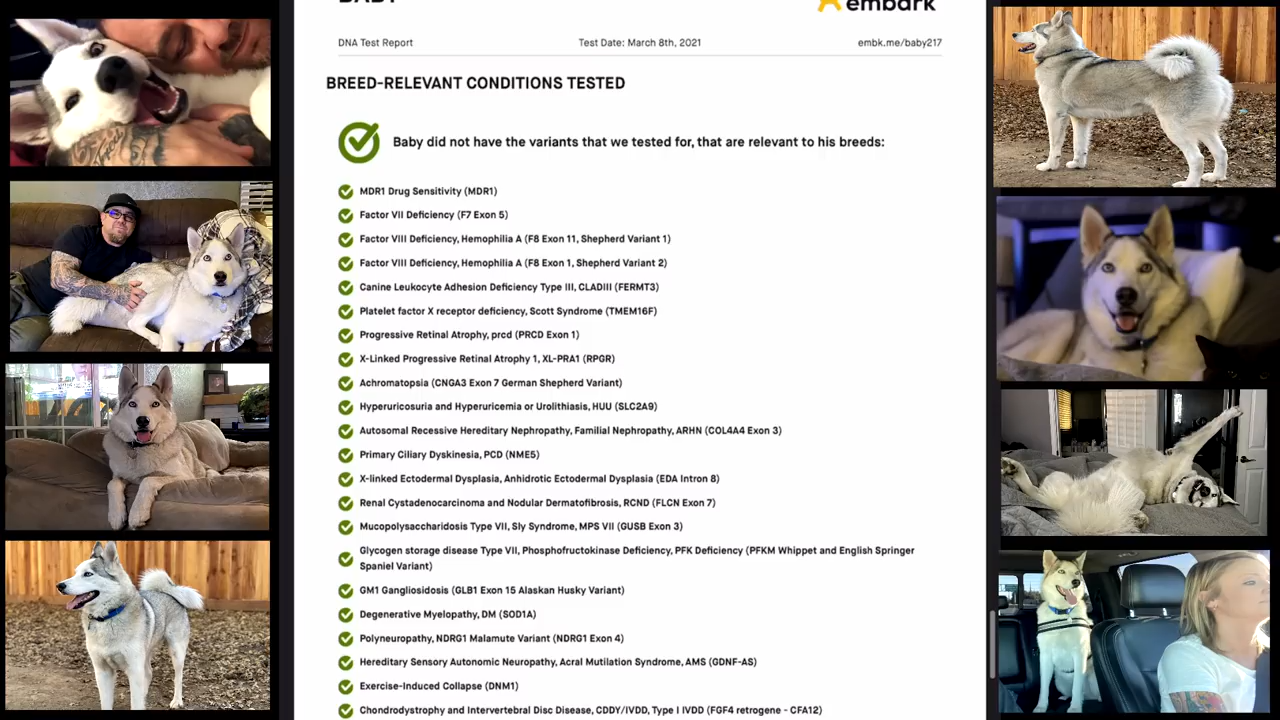 BABY
embark
DNA Test Report
Test Date: March 8th, 2021
embk.me/baby217
BREED-RELEVANT CONDITIONS TESTED
Baby did not have the variants that we tested for, that are relevant to his breeds:
MDR1 Drug Sensitivity (MDR1)
Factor VII Deficiency (F7 Exon 5)
Factor VIII Deficiency, Hemophilia A (F8 Exon 11, Shepherd Variant 1)
Factor VIII Deficiency, Hemophilia A (F8 Exon 1, Shepherd Variant 2)
Canine Leukocyte Adhesion Deficiency Type III, CLADIII (FERMT3)
Platelet factor X receptor deficiency, Scott Syndrome (TMEM16F)
Progressive Retinal Atrophy, prcd (PRCD Exon 1)
X-Linked Progressive Retinal Atrophy 1, XL-PRA1 (RPGR)
Achromatopsia (CNGA3 Exon 7 German Shepherd Variant)
Hyperuricosuria and Hyperuricemia or Urolithiasis, HUU (SLC2A9)
Autosomal Recessive Hereditary Nephropathy, Familial Nephropathy, ARHN (COL4A4 Exon 3)
Primary Ciliary Dyskinesia, PCD (NME5)
X-linked Ectodermal Dysplasia, Anhidrotic Ectodermal Dysplasia (EDA Intron 8)
Renal Cystadenocarcinoma and Nodular Dermatofibrosis, RCND (FLCN Exon 7)
Mucopolysaccharidosis Type VII, Sly Syndrome, MPS VII (GUSB Exon 3)
Glycogen storage disease Type VII, Phosphofructokinase Deficiency, PFK Deficiency (PFKM Whippet and English Springer
Spaniel Variant)
GM1 Gangliosidosis (GLB1 Exon 15 Alaskan Husky Variant)
Degenerative Myelopathy, DM (SOD1A)
Polyneuropathy, NDRG1 Malamute Variant (NDRG1 Exon 4)
Hereditary Sensory Autonomic Neuropathy, Acral Mutilation Syndrome, AMS (GDNF-AS)
Exercise-Induced Collapse (DNM1)
Chondrodystrophy and Intervertebral Disc Disease, CDDY/IVDD, Type I IVDD (FGF4 retrogene - CFA12)